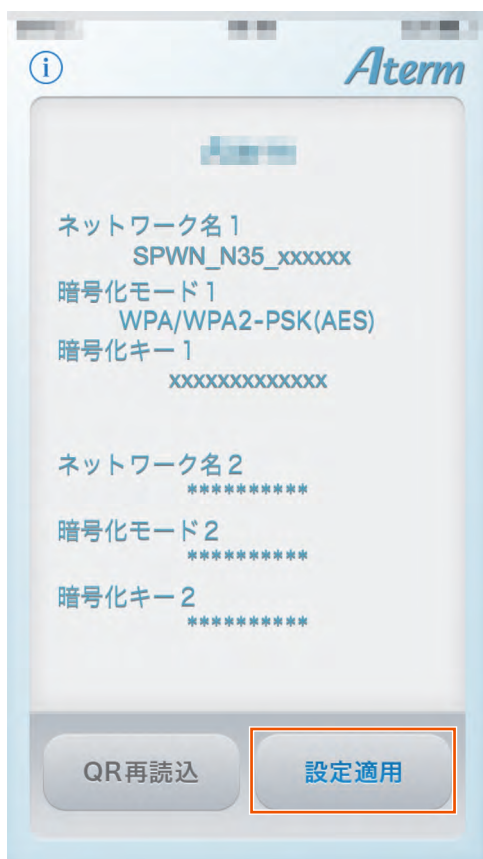 Aterm
ネットワーク名1
SPWN_N35_xxxxxx
暗号化モード1
WPA/WPA2-PSK(AES)
暗号化キー1
xxxxxxxxxxxxx
ネットワーク名2
**********
暗号化モード2
**********
暗号化キー2
**********
QR再読込
設定適用